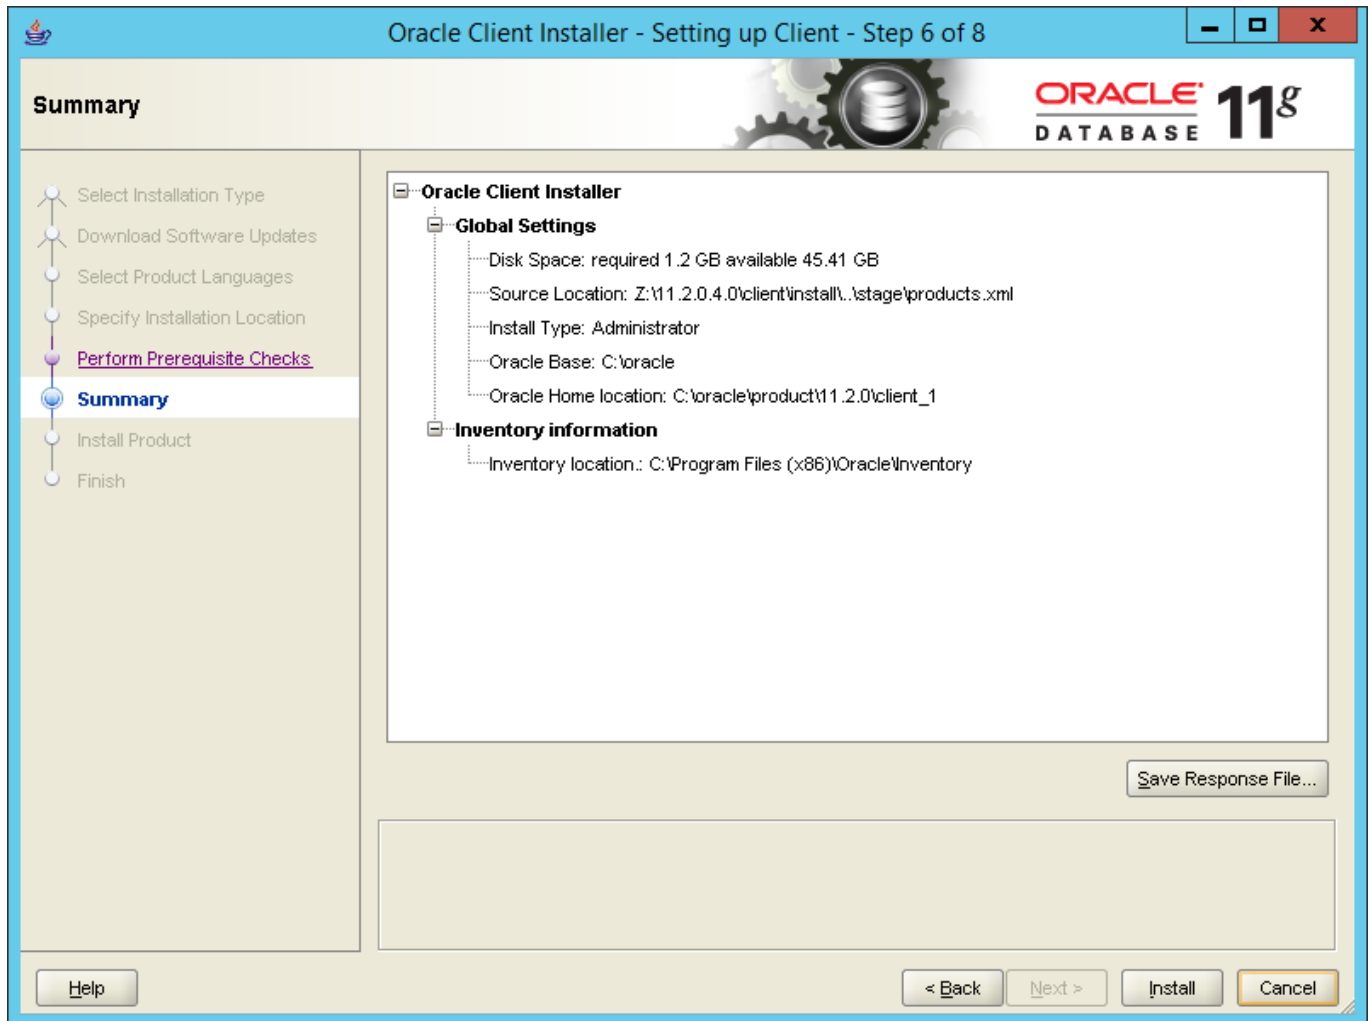 Oracle Client Installer - Setting up Client - Step 6 of 8
Summary
ORACLE
DATABASE
11g
Select Installation Type
Download Software Updates
Select Product Languages
Specify Installation Location
Perform Prerequisite Checks
Summary
Install Product
Finish
Oracle Client Installer
Global Settings
Disk Space: required 1.2 GB available 45.41 GB
Source Location: Z:\11.2.0.4.0\client\install\..\stage\products.xml
Install Type: Administrator
Oracle Base: C:\oracle
Oracle Home location: C:\oracle\product\11.2.0\client_1
Inventory information
Inventory location.: C:\Program Files (x86)\Oracle\Inventory
Save Response File...
Help
< Back
Next >
Install
Cancel